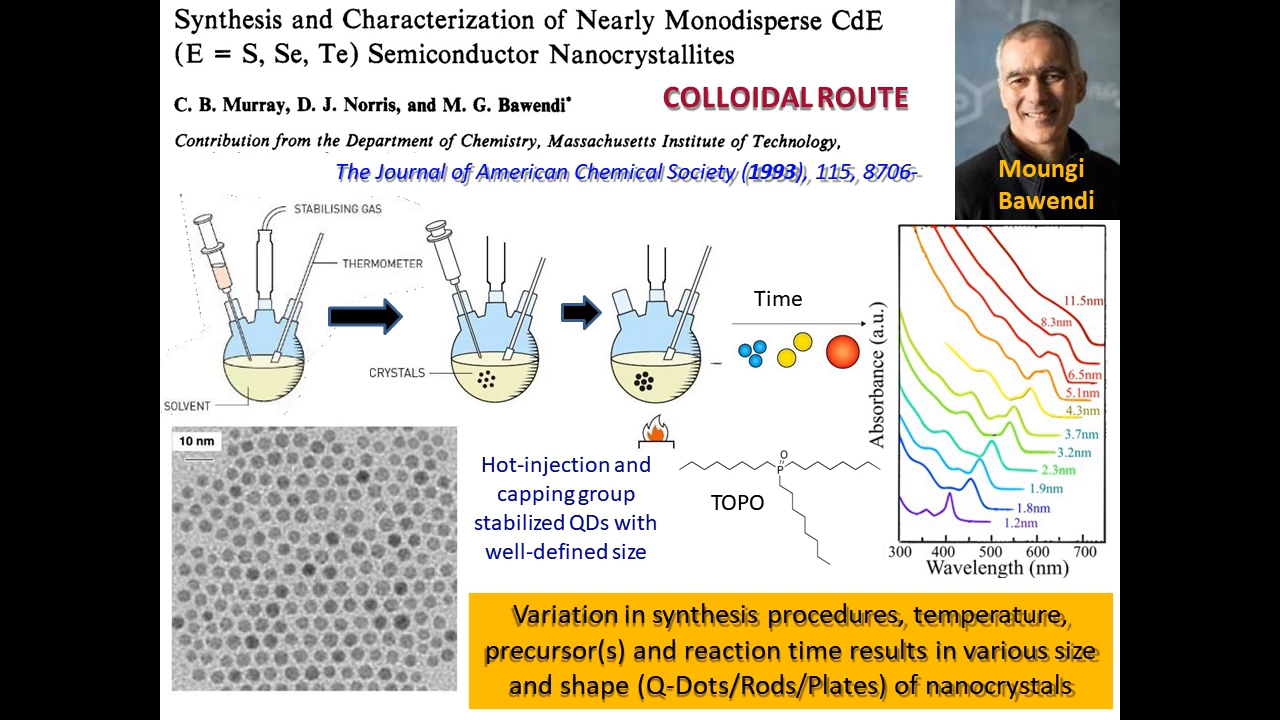 Synthesis and Characterization of Nearly Monodisperse CdE
(E = S, Se, Te) Semiconductor Nanocrystallites
C. B. Murray, D. J. Norris, and M. G. Bawendi*
COLLOIDAL ROUTE
Contribution from the Department of Chemistry, Massachusetts Institute of Technology,
The Journal of American Chemical Society (1993), 115, 8706-
Moungi
Bawendi
STABILISING GAS
THERMOMETER
CRYSTALS
SOLVENT
Time
10 nm
Hot-injection and
capping group
stabilized QDs with
well-defined size
TOPO
O
P
Absorbance (a.u.)
11.5nm
8.3nm
6.5nm
5.1nm
4.3nm
3.7nm
3.2nm
2.3nm
1.9nm
1.8nm
1.2nm
300 400 500 600 700
Wavelength (nm)
Variation in synthesis procedures, temperature,
precursor(s) and reaction time results in various size
and shape (Q-Dots/Rods/Plates) of nanocrystals